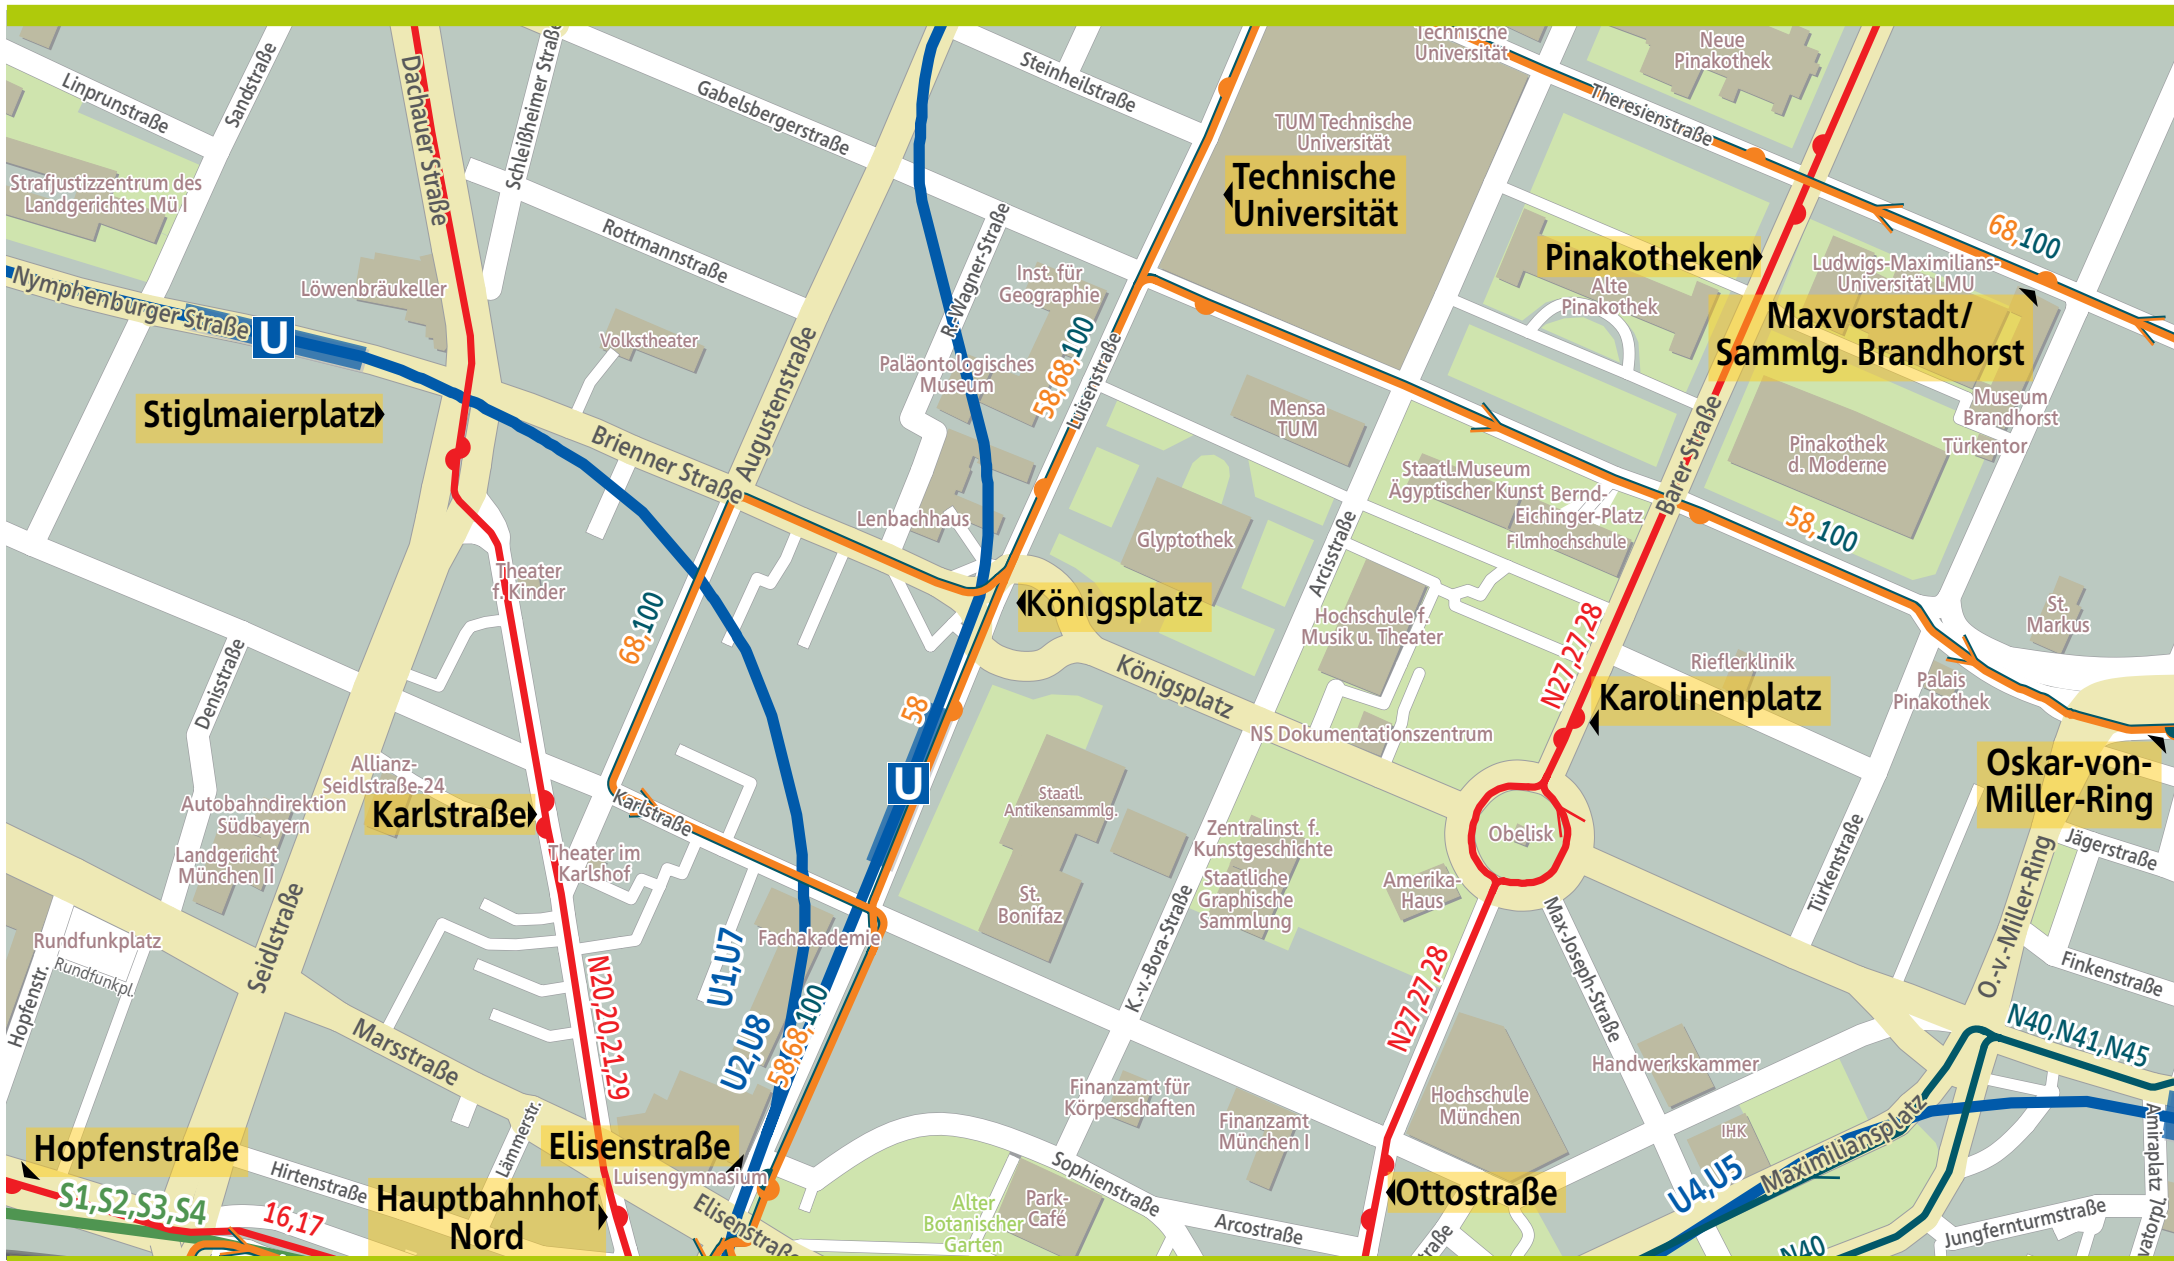 Linprunstraße
Sandstraße
Dachauer Straße
Schleißheimer Straße
Gabelsbergerstraße
Steinheilstraße
Technische
Universität
Neue
Pinakothek
Theresienstraße
TUM Technische
Universität
Technische
Universität
Strafjustizzentrum des
Landgerichtes Mü I
Rottmannstraße
R.-Wagner-Straße
Inst. für
Geographie
Pinakotheken
Alte
Pinakothek
Ludwigs-Maximilians-
Universität LMU
68,100
Maxvorstadt/
Sammlg. Brandhorst
Nymphenburger Straße
U
Löwenbräukeller
Volkstheater
Paläontologisches
Museum
58,68,100
Luisenstraße
Stiglmaierplatz
Brienner Straße
Augustenstraße
Mensa
TUM
Museum
Brandhorst
Türkentor
Pinakothek
d. Moderne
Barer Straße
Staatl.Museum
Ägyptischer Kunst
Bernd-
Eichinger-Platz
Filmhochschule
58,100
Lenbachhaus
Glyptothek
Arcisstraße
Theater
f. Kinder
68,100
Königsplatz
Hochschule f.
Musik u. Theater
N27,27,28
St.
Markus
Rieflerklinik
Palais
Pinakothek
Karolinenplatz
Denisstraße
58
Königsplatz
NS Dokumentationszentrum
Oskar-von-
Miller-Ring
Allianz-
Seidlstraße-24
Karlstraße
Autobahndirektion
Südbayern
Landgericht
München II
Karlstraße
U
Staatl.
Antikensammlg.
Obelisk
Zentralinst. f.
Kunstgeschichte
Staatliche
Graphische
Sammlung
Amerika-
Haus
Türkenstraße
Jägerstraße
Theater im
Karlshof
St.
Bonifaz
K.-v.-Bora-Straße
Max-Joseph-Straße
O.-v.-Miller-Ring
Finkenstraße
Seidlstraße
Rundfunkplatz
Rundfunkpl.
Hopfenstr.
Fachakademie
U1,U7
U2,U8
58,68,100
N20,20,21,29
N27,27,28
N40,N41,N45
Marsstraße
Handwerkskammer
Hochschule
München
Finanzamt für
Körperschaften
Finanzamt
München I
IHK
Maximiliansplatz
Amiraplatz
Hopfenstraße
Lämmerstr.
Elisenstraße
Luisengymnasium
Hirtenstraße
S1,S2,S3,S4
16,17
Hauptbahnhof
Nord
Elisenstraße
Alter
Botanischer
Garten
Park-
Café
Sophienstraße
Arcostraße
Ottostraße
U4,U5
Jungfernturmstraße
N40